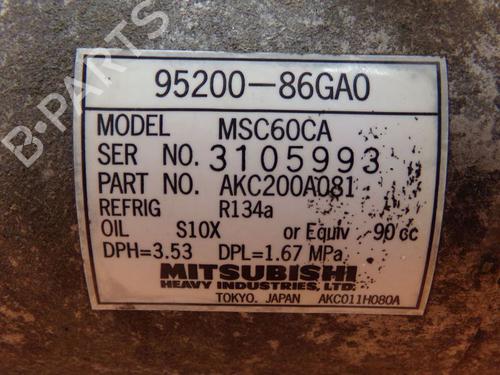 B-PARTS
95200-86GA0
MODEL MSC60CA
SER NO. 3105993
PART NO. AKC200A081
REFRIG R134a
OIL S10X or Equiv 90 cc
DPH=3.53 DPL=1.67 MPa
MITSUBISHI
HEAVY INDUSTRIES, LTD.
TOKYO. JAPAN AKC011H080A